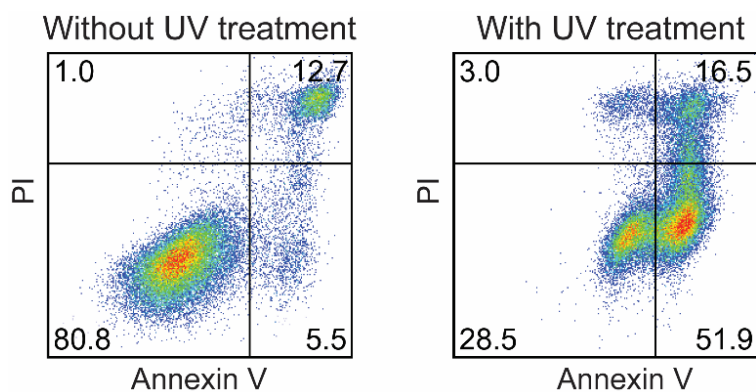 Without UV treatment
With UV treatment
1.0
12.7
3.0
16.5
PI
PI
80.8
5.5
28.5
51.9
Annexin V
Annexin V